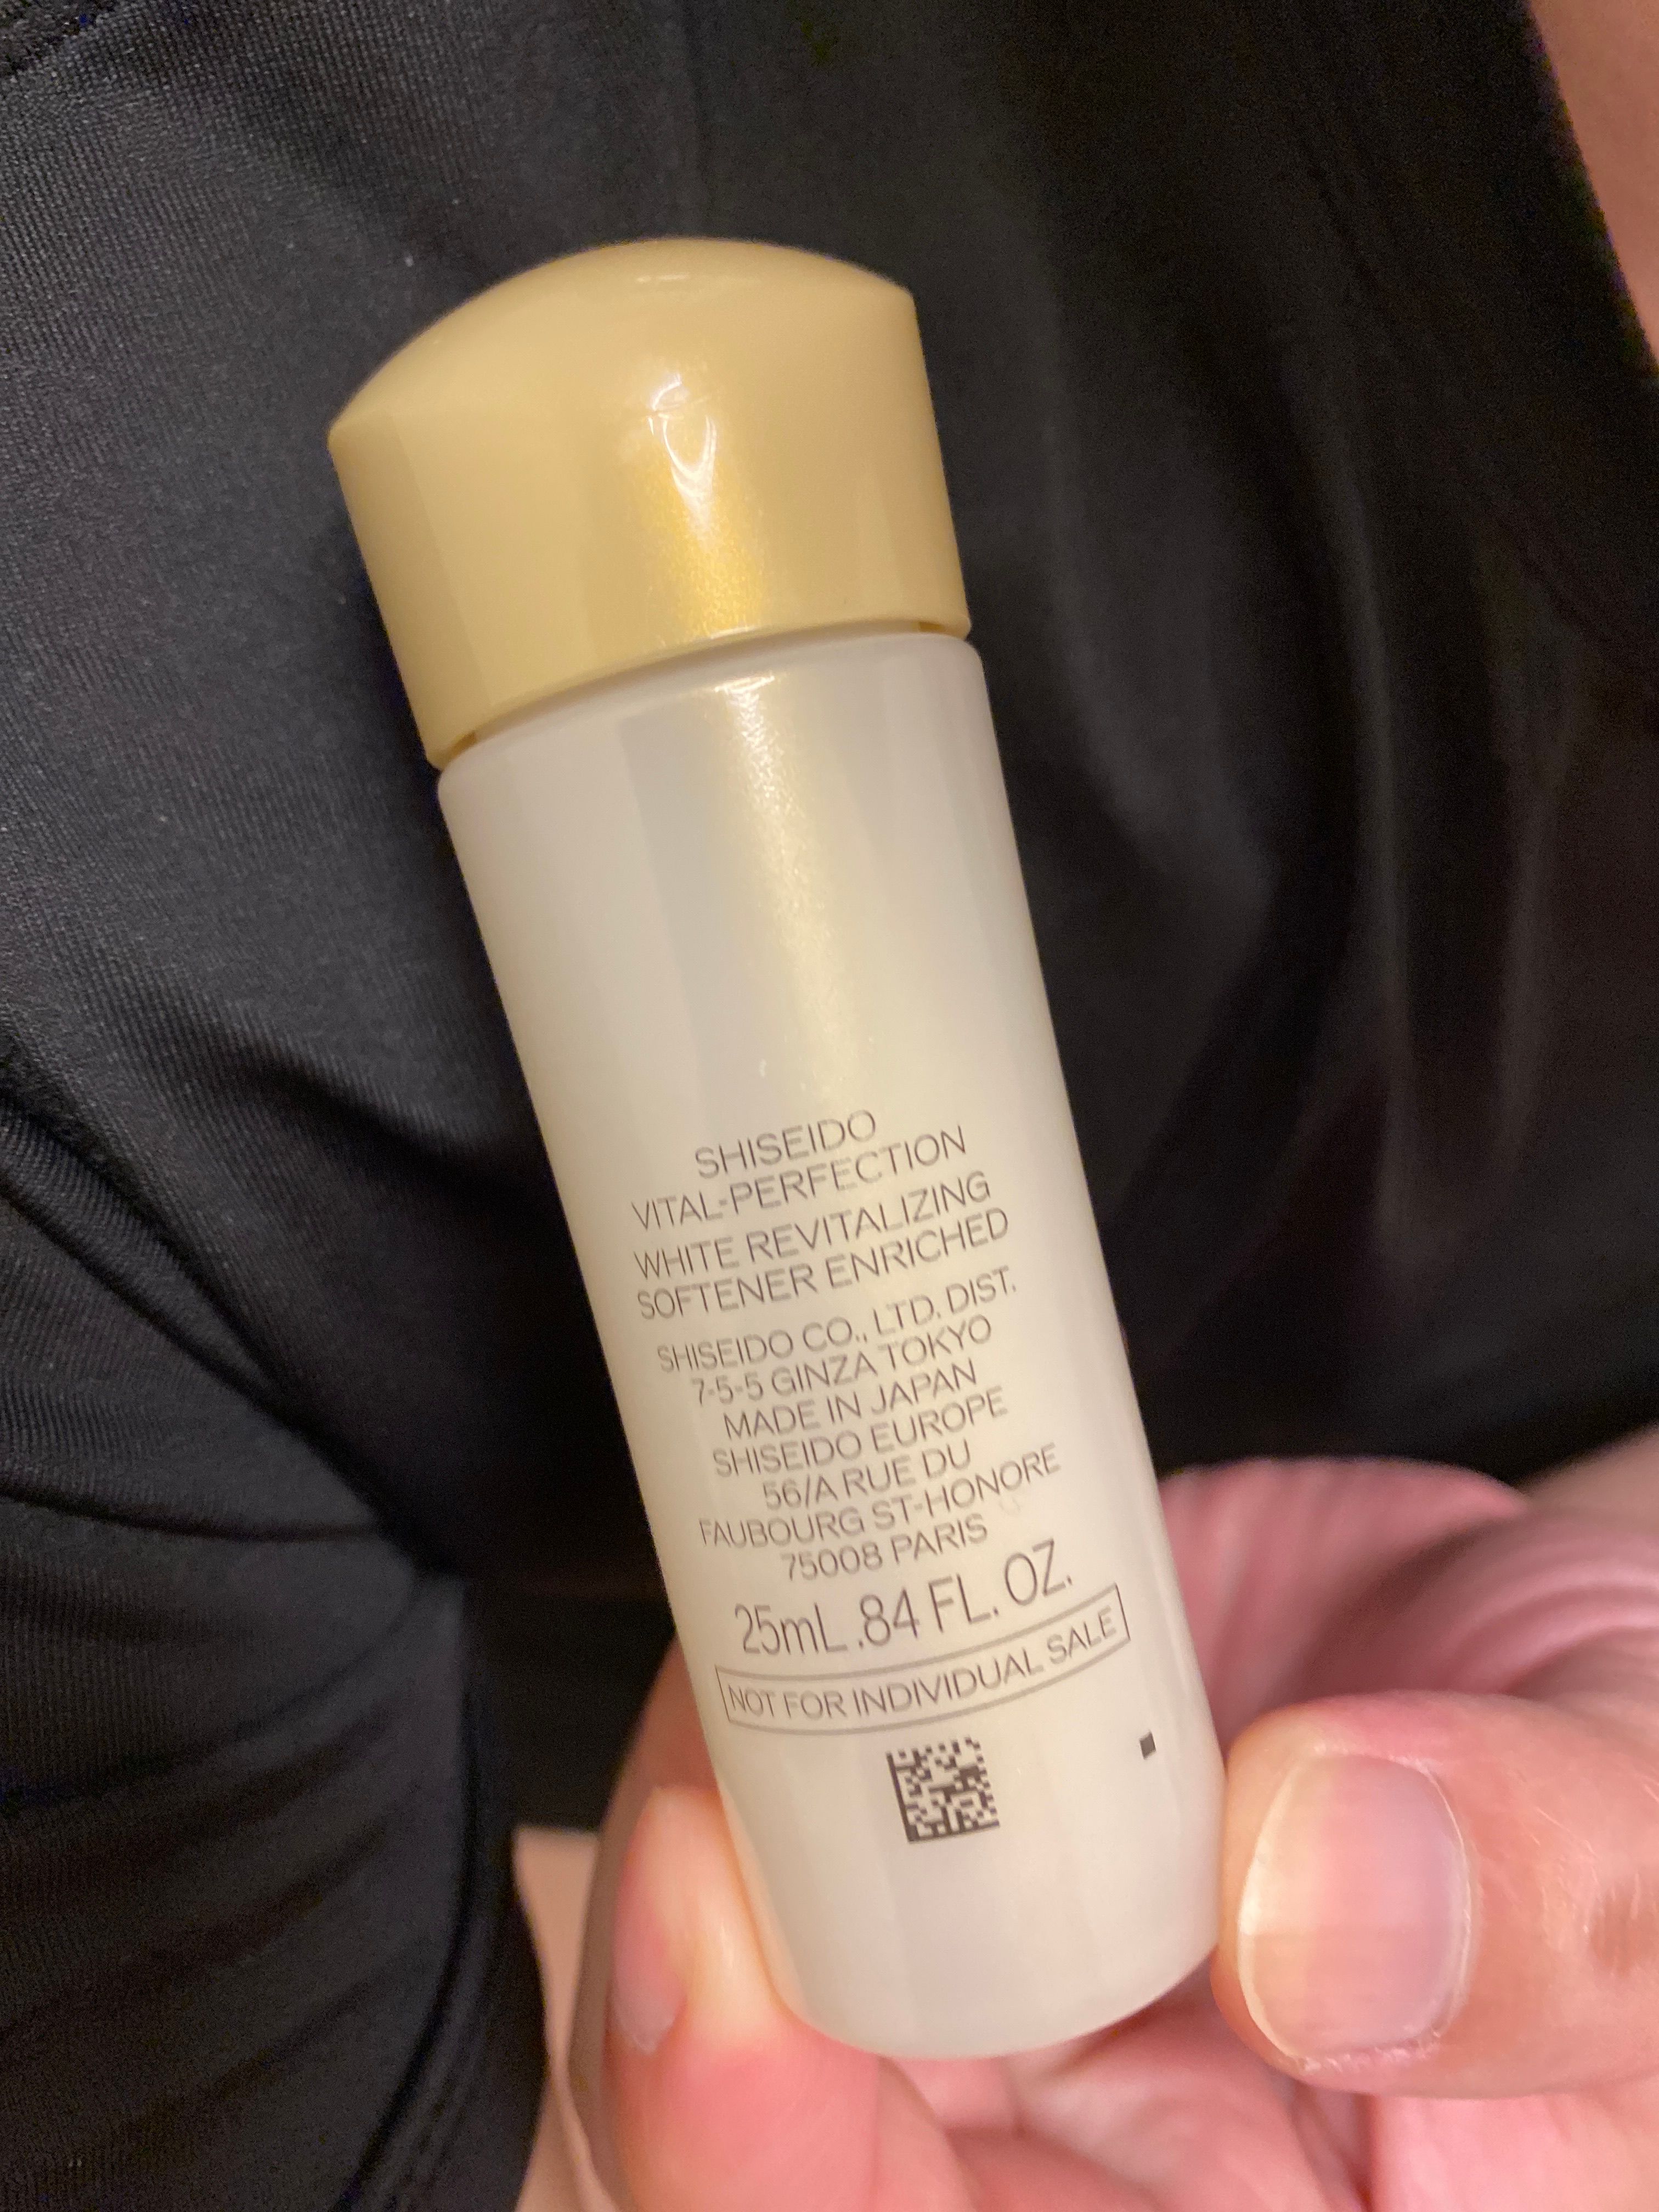 SHISEIDO
VITAL-PERFECTION
WHITE REVITALIZING
SOFTENER ENRICHED
SHISEIDO CO., LTD. DIST.
7-5-5 GINZA TOKYO
MADE IN JAPAN
SHISEIDO EUROPE
56/A RUE DU
FAUBOURG ST-HONORE
75008 PARIS
25mL .84 FL. OZ.
NOT FOR INDIVIDUAL SALE